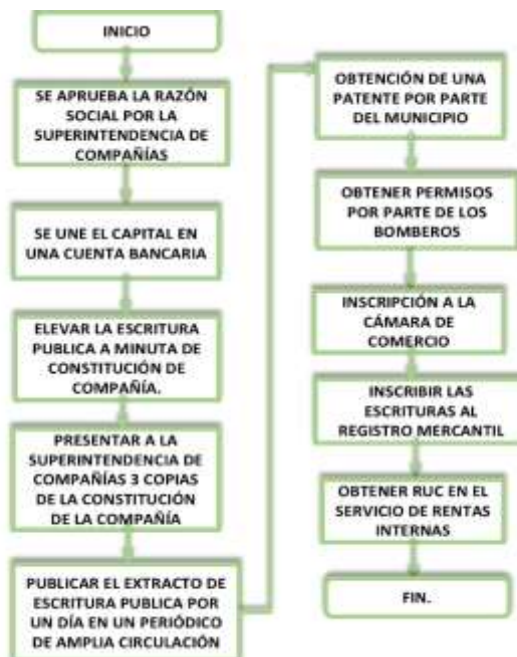 INICIO
SE APRUEBA LA RAZÓN
SOCIAL POR LA
SUPERINTENDENCIA DE
COMPAÑÍAS
SE UNE EL CAPITAL EN
UNA CUENTA BANCARIA
ELEVAR LA ESCRITURA
PUBLICA A MINUTA DE
CONSTITUCIÓN DE
COMPAÑÍA.
PRESENTAR A LA
SUPERINTENDENCIA DE
COMPAÑÍAS 3 COPIAS
DE LA CONSTITUCIÓN
DE LA COMPAÑÍA
PUBLICAR EL EXTRACTO DE
ESCRITURA PUBLICA POR
UN DÍA EN UN PERIÓDICO
DE AMPLIA CIRCULACIÓN
OBTENCIÓN DE UNA
PATENTE POR PARTE
DEL MUNICIPIO
OBTENER PERMISOS
POR PARTE DE LOS
BOMBEROS
INSCRIPCIÓN A LA
CÁMARA DE
COMERCIO
INSCRIBIR LAS
ESCRITURAS AL
REGISTRO MERCANTIL
OBTENER RUC EN EL
SERVICIO DE RENTAS
INTERNAS
FIN.